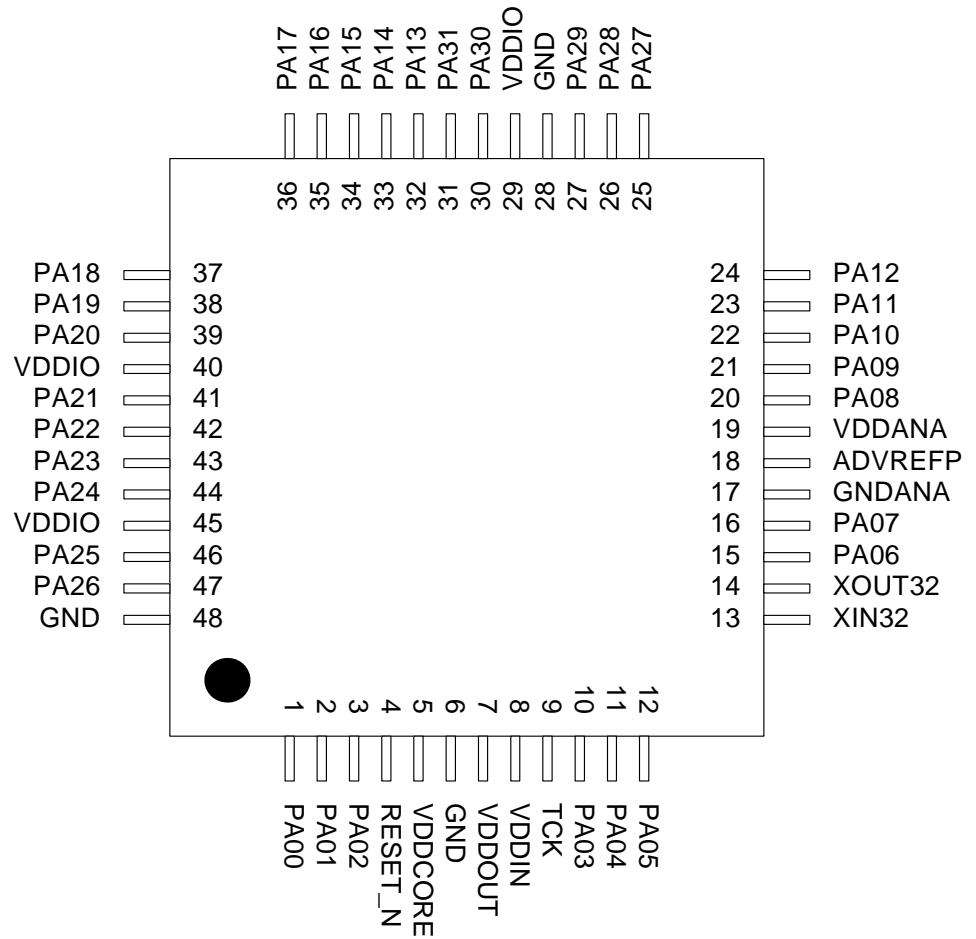 PA17 PA16 PA15 PA14 PA13 PA31 PA30 VDDIO GND PA29 PA28 PA27
36 35 34 33 32 31 30 29 28 27 26 25
PA18 37 24 PA12
PA19 38 23 PA11
PA20 39 22 PA10
VDDIO 40 21 PA09
PA21 41 20 PA08
PA22 42 19 VDDANA
PA23 43 18 ADVREFP
PA24 44 17 GNDANA
VDDIO 45 16 PA07
PA25 46 15 PA06
PA26 47 14 XOUT32
GND 48 13 XIN32
1 2 3 4 5 6 7 8 9 10 11 12
PA00 PA01 PA02 RESET_N VDDCORE GND VDDOUT VDDIN TCK PA03 PA04 PA05